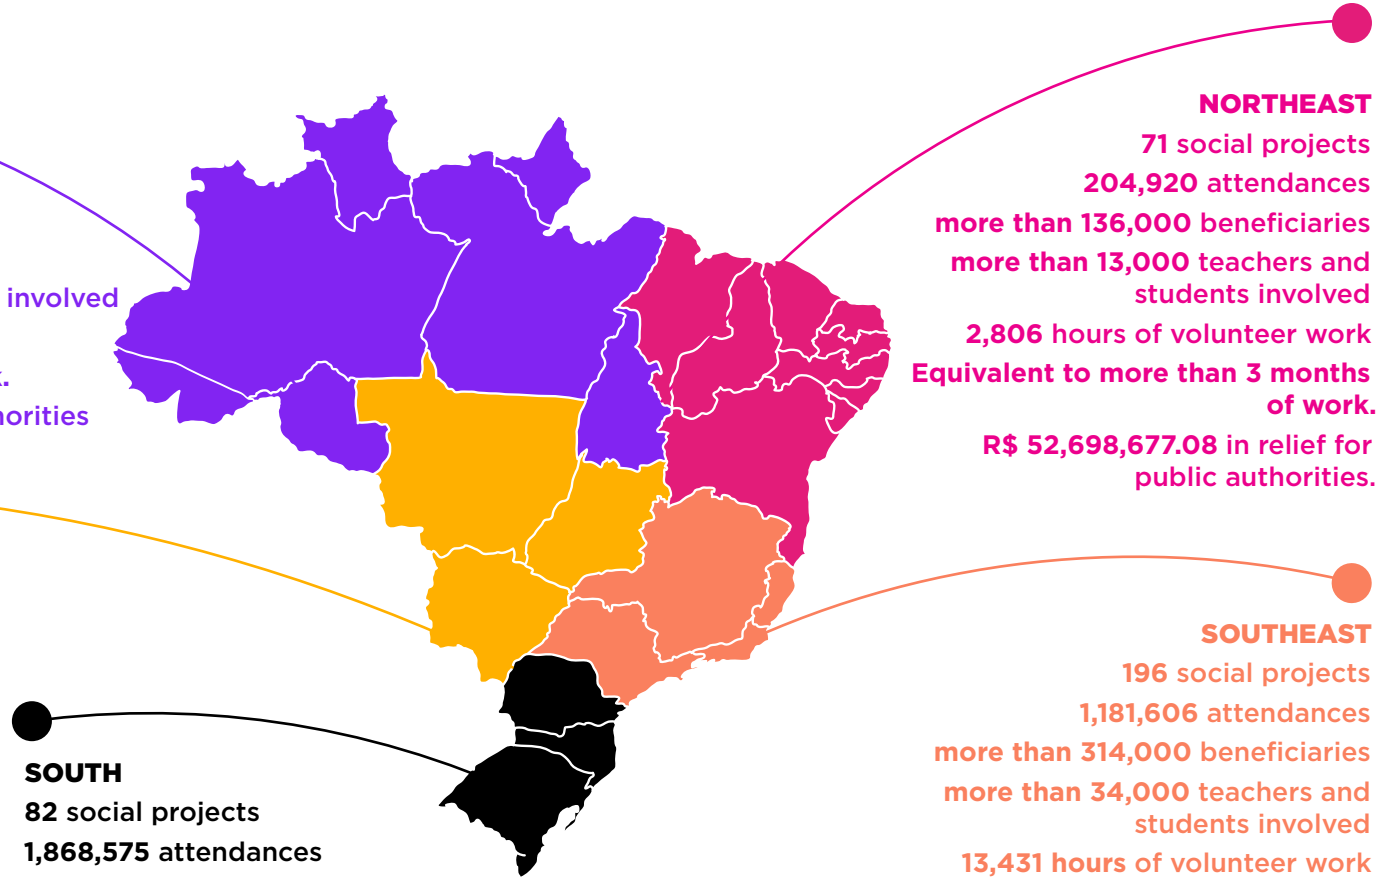 involved
authorities
NORTHEAST
71 social projects
204,920 attendances
more than 136,000 beneficiaries
more than 13,000 teachers and
students involved
2,806 hours of volunteer work
Equivalent to more than 3 months
of work.
R$ 52,698,677.08 in relief for
public authorities.
SOUTHEAST
196 social projects
1,181,606 attendances
more than 314,000 beneficiaries
more than 34,000 teachers and
students involved
13,431 hours of volunteer work
SOUTH
82 social projects
1,868,575 attendances